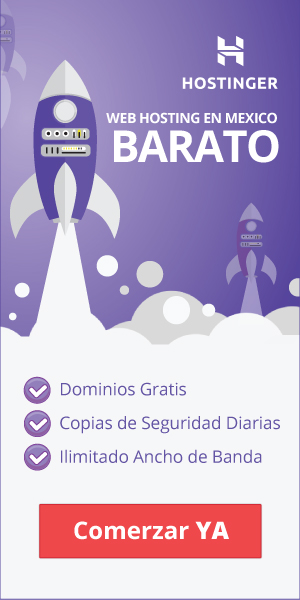 HOSTINGER
WEB HOSTING EN MEXICO
BARATO
Dominios Gratis
Copias de Seguridad Diarias
Ilimitado Ancho de Banda
Comerzar YA